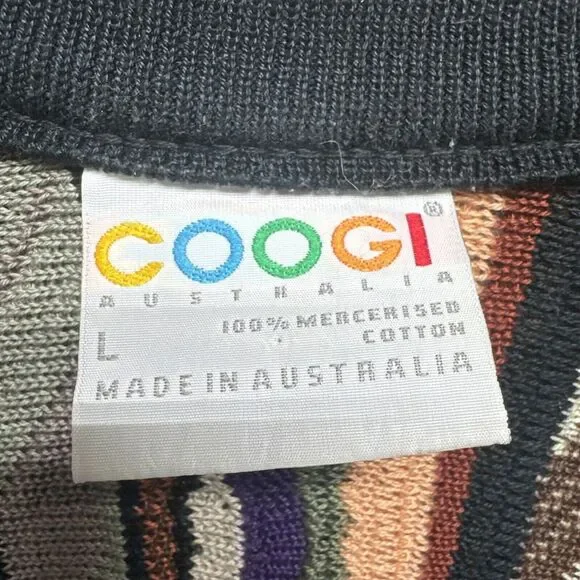 COOGI®
AUSTRALIA
L 100% MERCERISED
COTTON
MADE IN AUSTRALIA